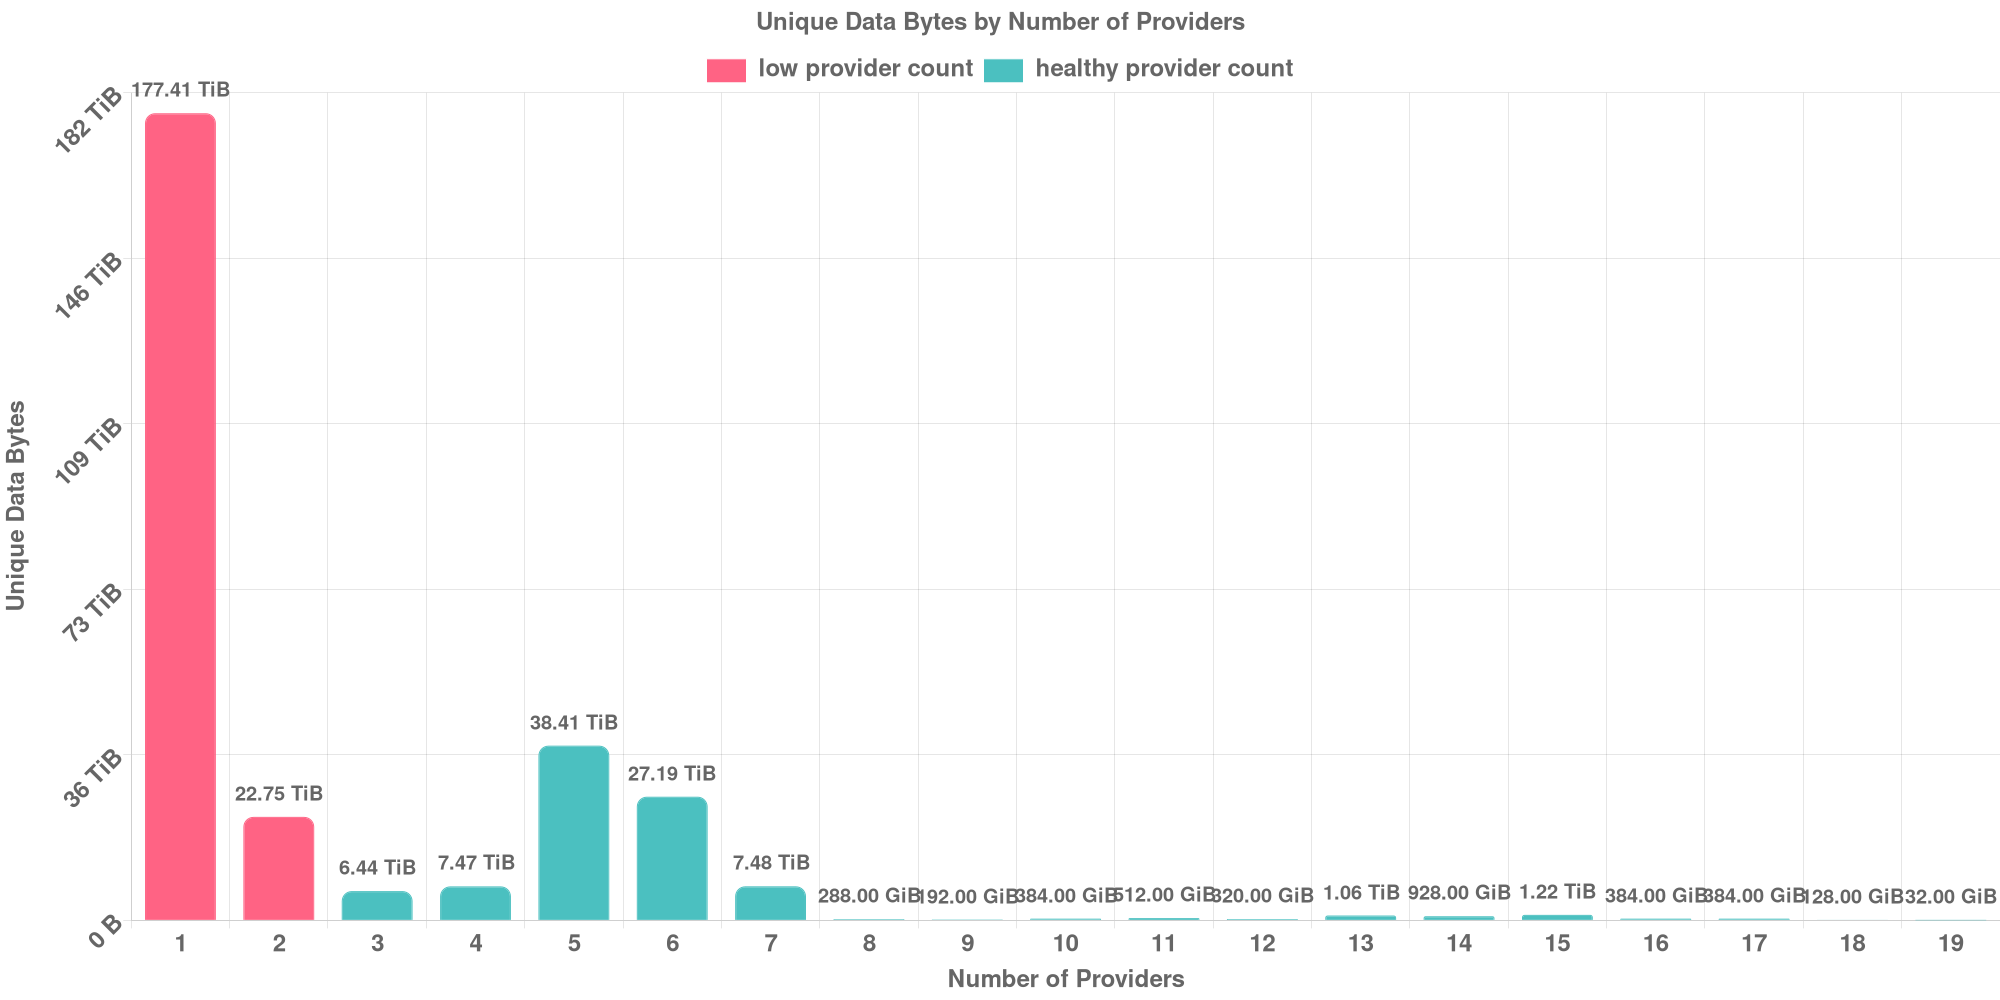 Unique Data Bytes by Number of Providers
low provider count healthy provider count
182 TiB
146 TiB
109 TiB
73 TiB
36 TiB
0 B
Unique Data Bytes
177.41 TiB
22.75 TiB
6.44 TiB
7.47 TiB
38.41 TiB
27.19 TiB
7.48 TiB
288.00 GiB
192.00 GiB
384.00 GiB
512.00 GiB
320.00 GiB
1.06 TiB
928.00 GiB
1.22 TiB
384.00 GiB
384.00 GiB
128.00 GiB
32.00 GiB
1 2 3 4 5 6 7 8 9 10 11 12 13 14 15 16 17 18 19
Number of Providers